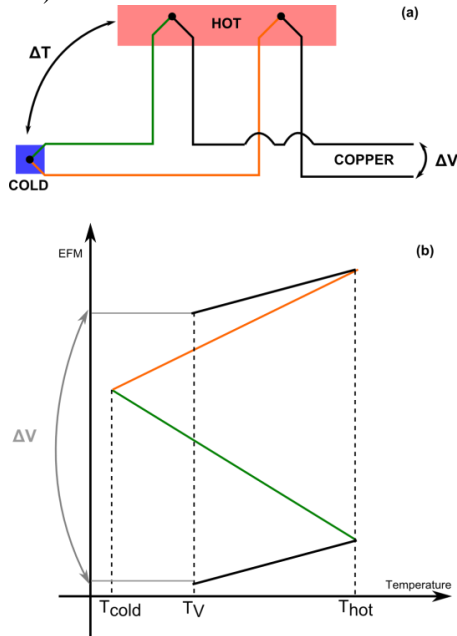 (a)
HOT
ΔT
COPPER
ΔV
COLD
EFM
(b)
ΔV
Temperature
Tcold
TV
Thot